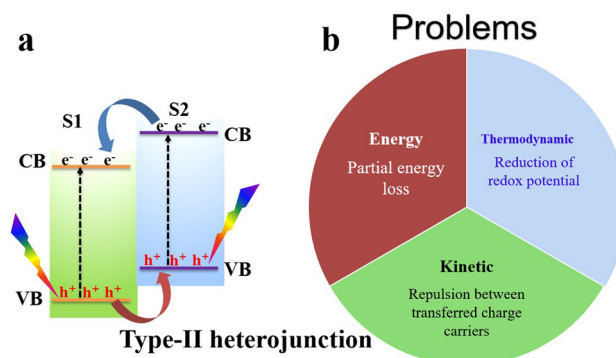 a
S1
S2
e⁻ e⁻ e⁻
CB
CB
e⁻ e⁻ e⁻
h⁺ h⁺ h⁺
VB
VB
h⁺ h⁺ h⁺
Type-II heterojunction
b
Problems
Energy
Partial energy
loss
Thermodynamic
Reduction of
redox potential
Kinetic
Repulsion between
transferred charge
carriers